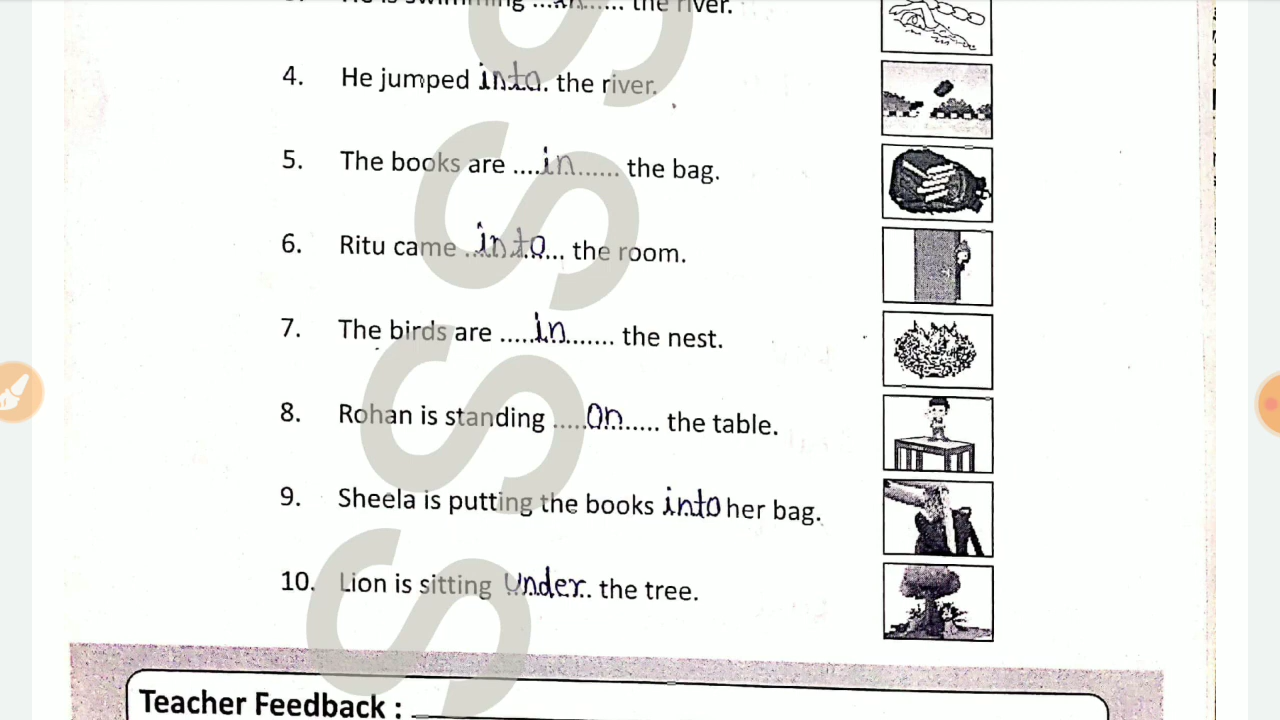 He is swimming ............ the river.
4. He jumped into. the river.
5. The books are ....in...... the bag.
6. Ritu came ..into... the room.
7. The birds are .....in....... the nest.
8. Rohan is standing .....on...... the table.
9. Sheela is putting the books into her bag.
10. Lion is sitting under.. the tree.
Teacher Feedback :
SSSS